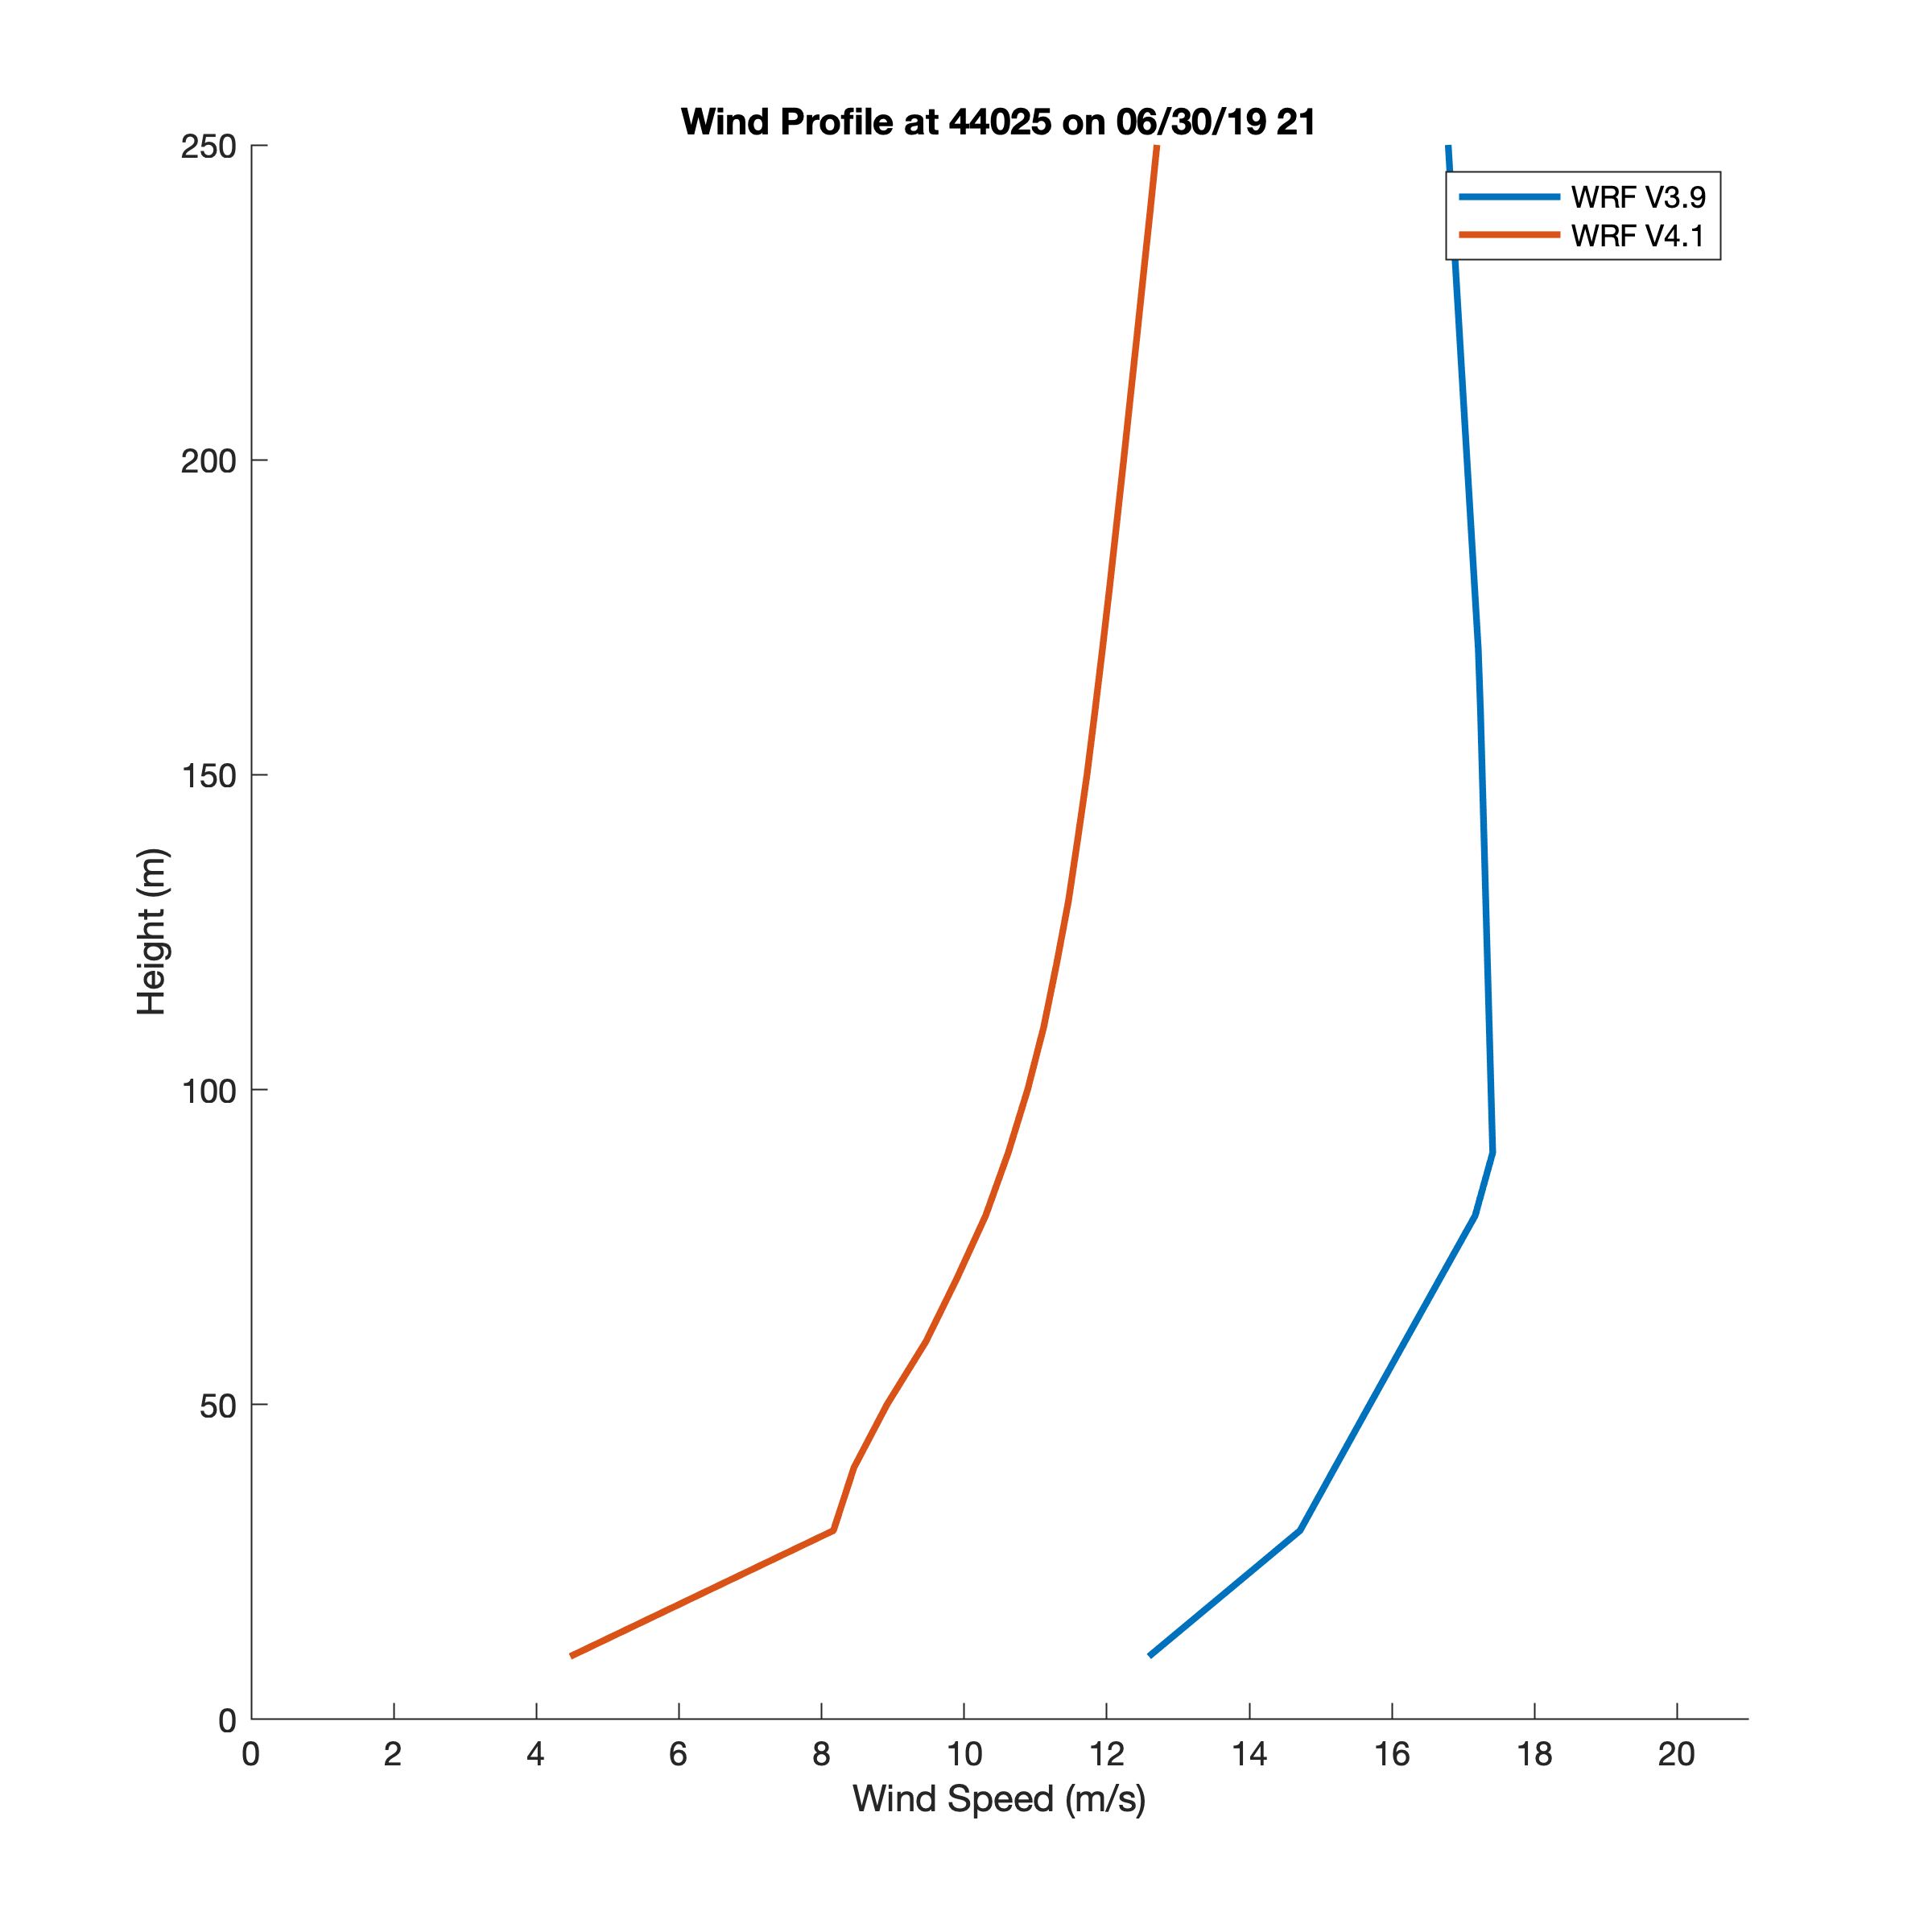 Wind Profile at 44025 on 06/30/19 21
250
200
150
100
50
0
Height (m)
WRF V3.9
WRF V4.1
0 2 4 6 8 10 12 14 16 18 20
Wind Speed (m/s)